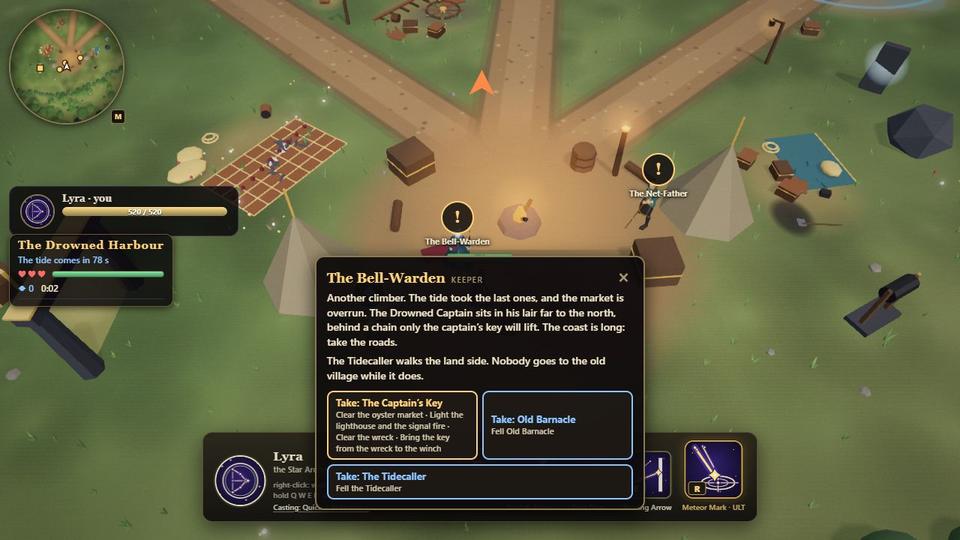 M
Lyra · you
520 / 520
The Drowned Harbour
The tide comes in in 78 s
0 0:02
!
The Net-Father
!
The Bell-Warden
The Bell-Warden KEEPER ×
Another climber. The tide took the last ones, and the market is
overrun. The Drowned Captain sits in his lair far to the north,
behind a chain only the captain's key will lift. The coast is long:
take the roads.
The Tidecaller walks the land side. Nobody goes to the old
village while it does.
Take: The Captain's Key
Clear the oyster market · Light the
lighthouse and the signal fire ·
Clear the wreck · Bring the key
from the wreck to the winch
Take: Old Barnacle
Fell Old Barnacle
Take: The Tidecaller
Fell the Tidecaller
Lyra
the Star
right-click:
hold Q W E
Casting:
R
Arrow
Meteor Mark · ULT